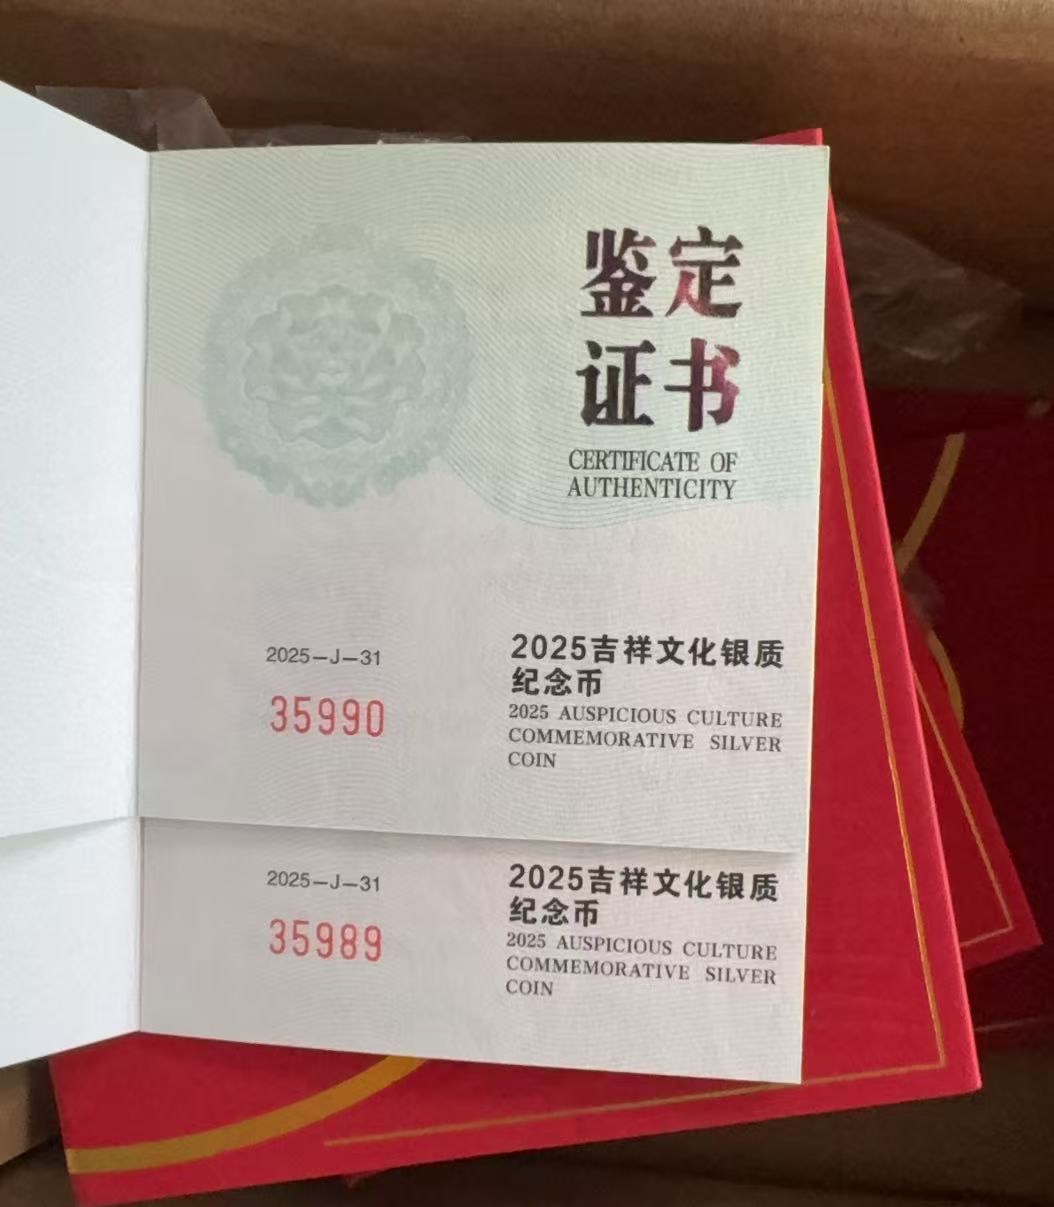 鉴定
证书
CERTIFICATE OF
AUTHENTICITY
2025-J-31
35990
2025吉祥文化银质
纪念币
2025 AUSPICIOUS CULTURE
COMMEMORATIVE SILVER
COIN
2025-J-31
35989
2025吉祥文化银质
纪念币
2025 AUSPICIOUS CULTURE
COMMEMORATIVE SILVER
COIN